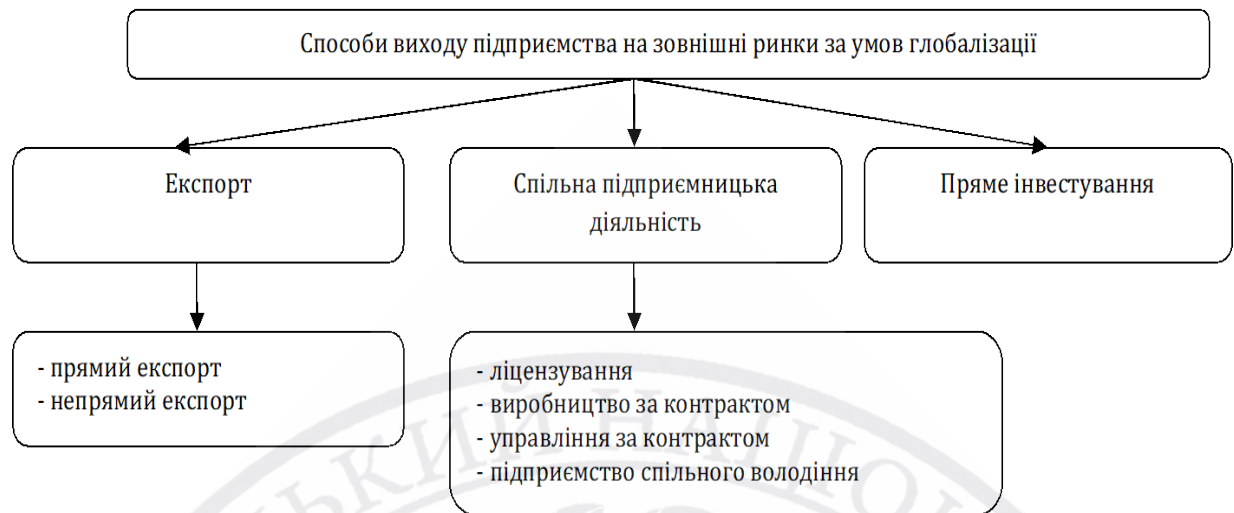 Способи виходу підприємства на зовнішні ринки за умов глобалізації
Експорт
Спільна підприємницька
діяльність
Пряме інвестування
- прямий експорт
- непрямий експорт
- ліцензування
- виробництво за контрактом
- управління за контрактом
- підприємство спільного володіння